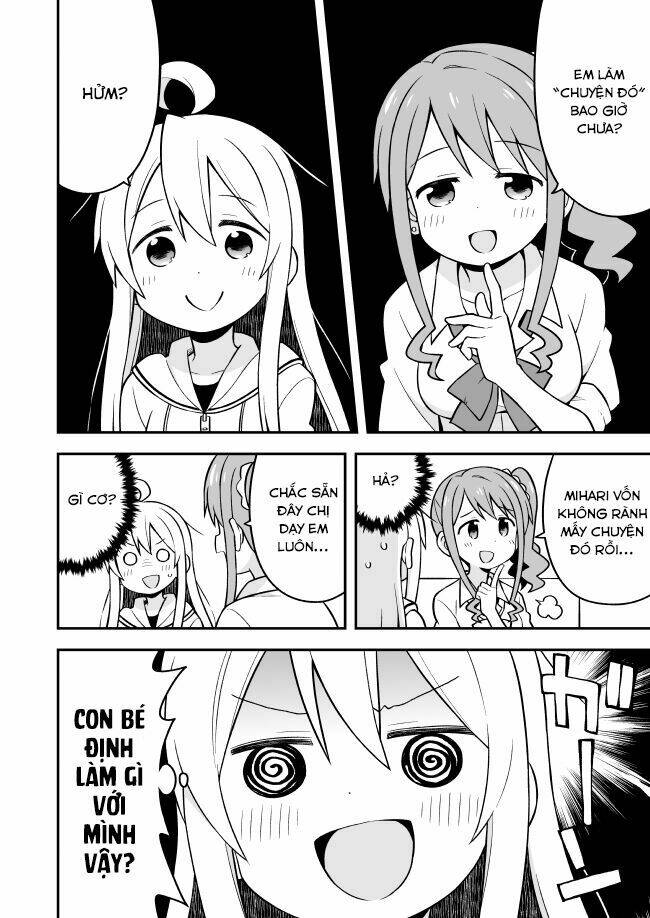 EM LÀM
"CHUYỆN ĐÓ"
BAO GIỜ
CHƯA?
HỬM?
MIHARI VỐN
KHÔNG RÀNH
MẤY CHUYỆN
ĐÓ RỒI...
HẢ?
CHẮC SẴN
ĐÂY CHỊ
DẠY EM
LUÔN...
GÌ CƠ?
CON BÉ
ĐỊNH
LÀM GÌ
VỚI
MÌNH
VẬY?